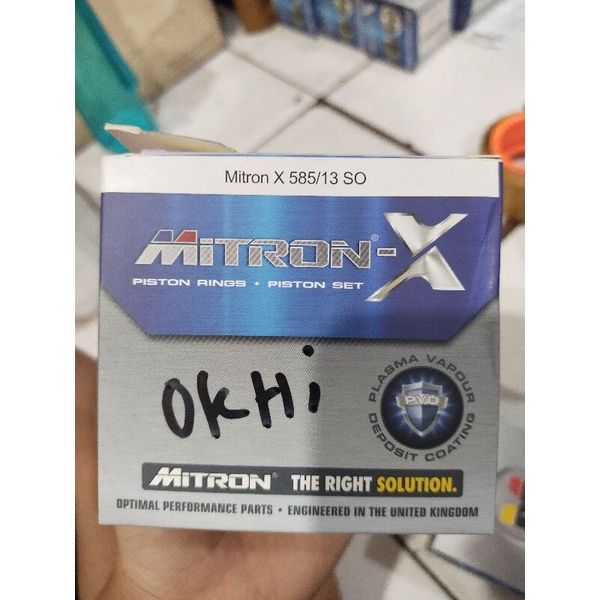 Mitron X 585/13 SO
MiTRON®-X
PISTON RINGS • PISTON SET
OKHi
PLASMA VAPOUR
PVD
DEPOSIT COATING
MiTRON® THE RIGHT SOLUTION.
OPTIMAL PERFORMANCE PARTS • ENGINEERED IN THE UNITED KINGDOM